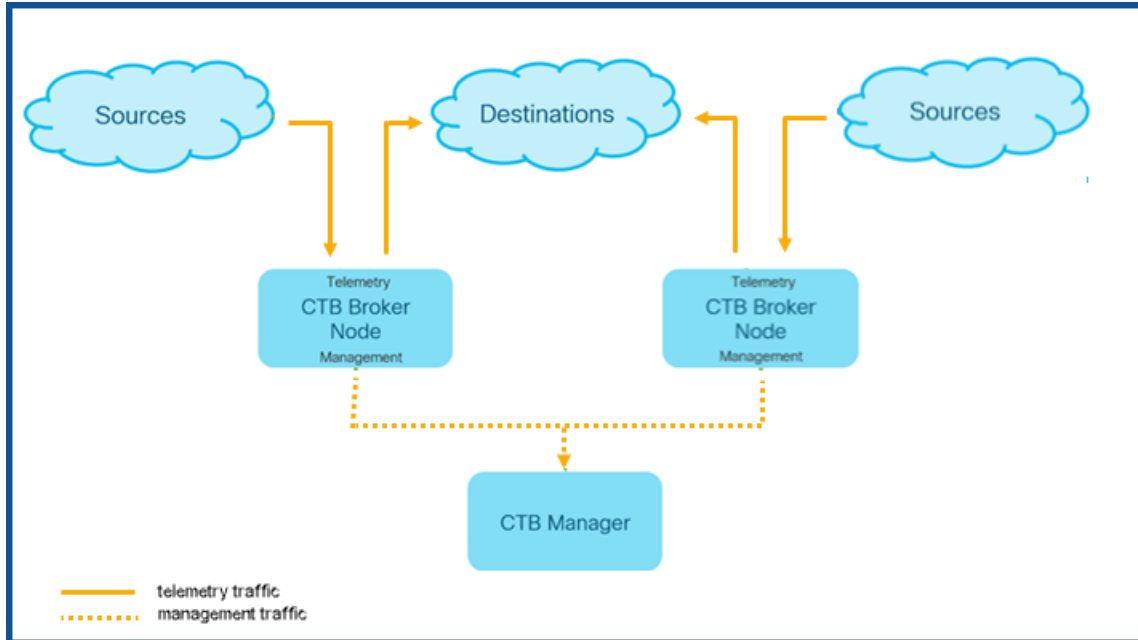 Sources
Destinations
Sources
Telemetry
CTB Broker
Node
Management
Telemetry
CTB Broker
Node
Management
CTB Manager
telemetry traffic
management traffic